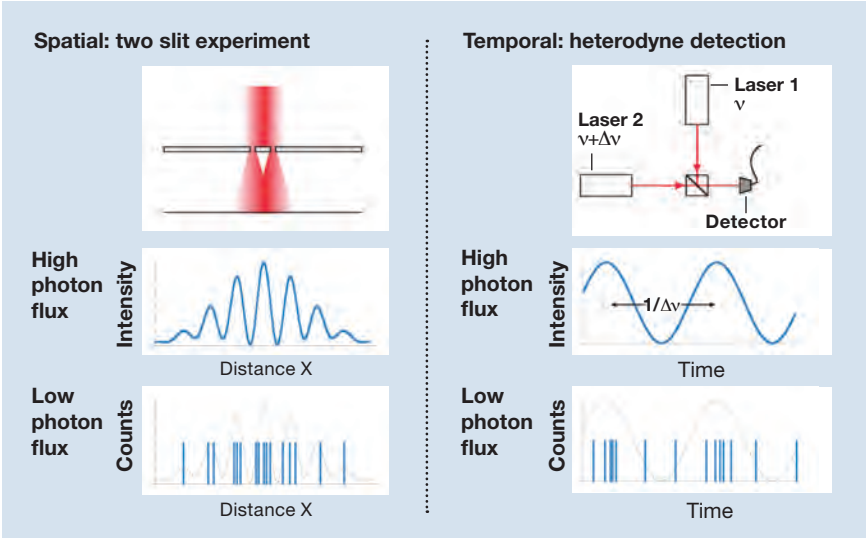 Spatial: two slit experiment
High
photon
flux
Intensity
Distance X
Low
photon
flux
Counts
Distance X
Temporal: heterodyne detection
Laser 1
ν
Laser 2
ν+Δν
Detector
High
photon
flux
Intensity
1/Δν
Time
Low
photon
flux
Counts
Time